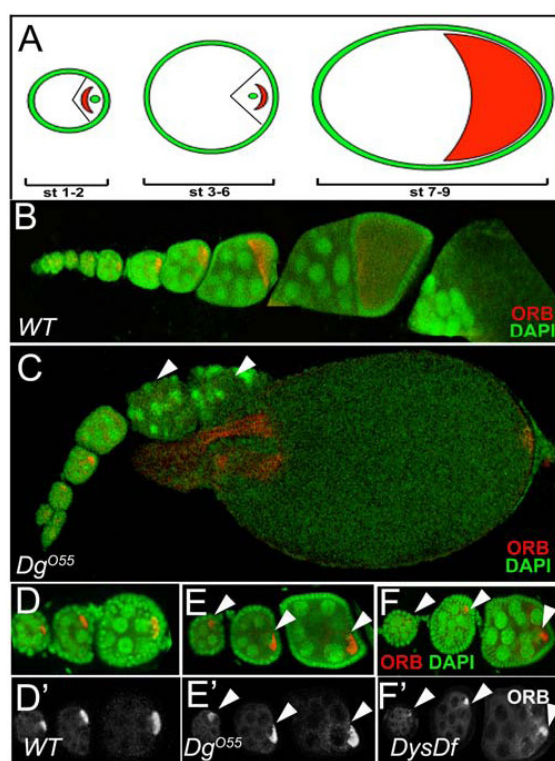 A
st 1-2 st 3-6 st 7-9
B
WT
ORB
DAPI
C
Dg^O55
ORB
DAPI
D E F
ORB DAPI
D' E' F' ORB
WT Dg^O55 DysDf